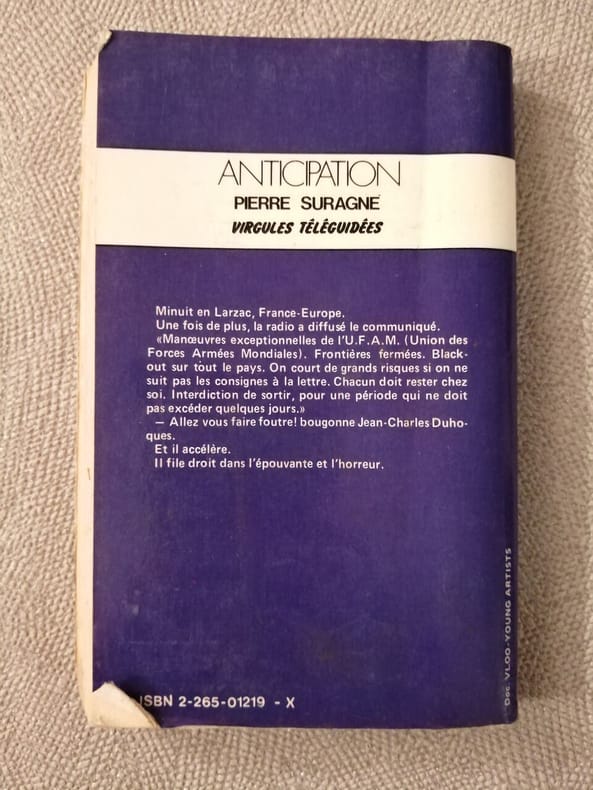 ANTICIPATION
PIERRE SURAGNE
VIRGULES TÉLÉGUIDÉES
Minuit en Larzac, France-Europe.
Une fois de plus, la radio a diffusé le communiqué.
«Manœuvres exceptionnelles de l'U.F.A.M. (Union des
Forces Armées Mondiales). Frontières fermées. Black-
out sur tout le pays. On court de grands risques si on ne
suit pas les consignes à la lettre. Chacun doit rester chez
soi. Interdiction de sortir, pour une période qui ne doit
pas excéder quelques jours.»
— Allez vous faire foutre! bougonne Jean-Charles Duho-
ques.
Et il accélère.
Il file droit dans l'épouvante et l'horreur.
Doc. VLOO-YOUNG ARTISTS
ISBN 2-265-01219 - X